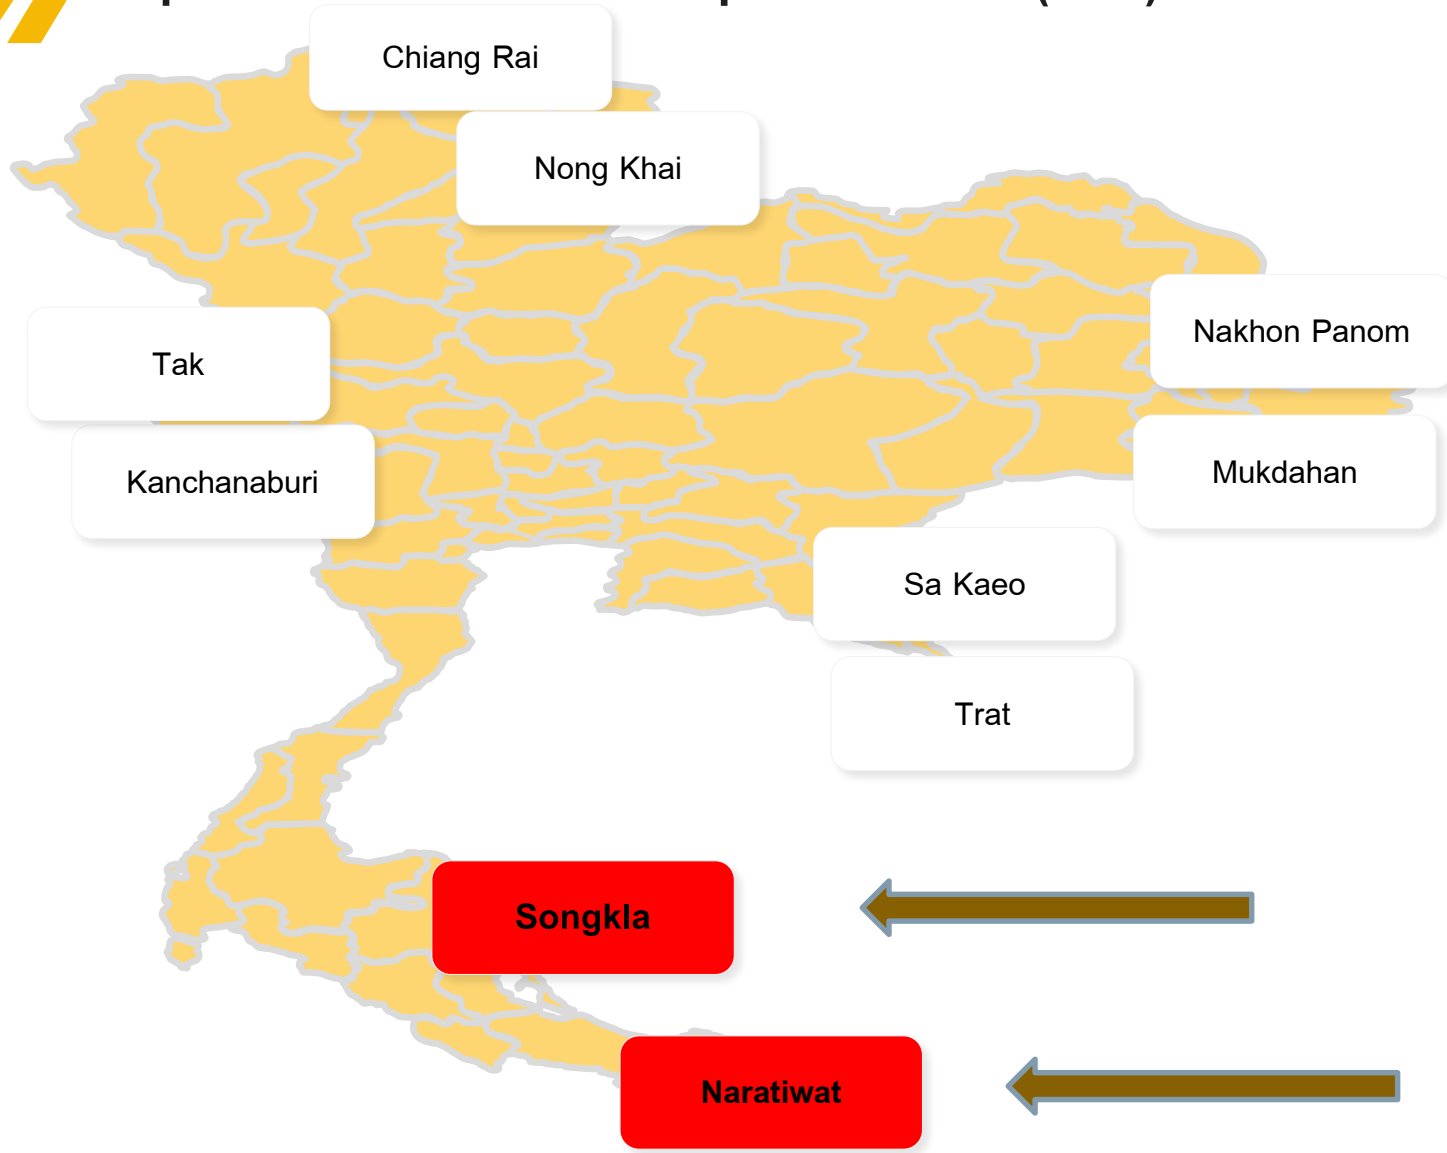 Chiang Rai
Nong Khai
Nakhon Panom
Tak
Mukdahan
Kanchanaburi
Sa Kaeo
Trat
Songkla
Naratiwat